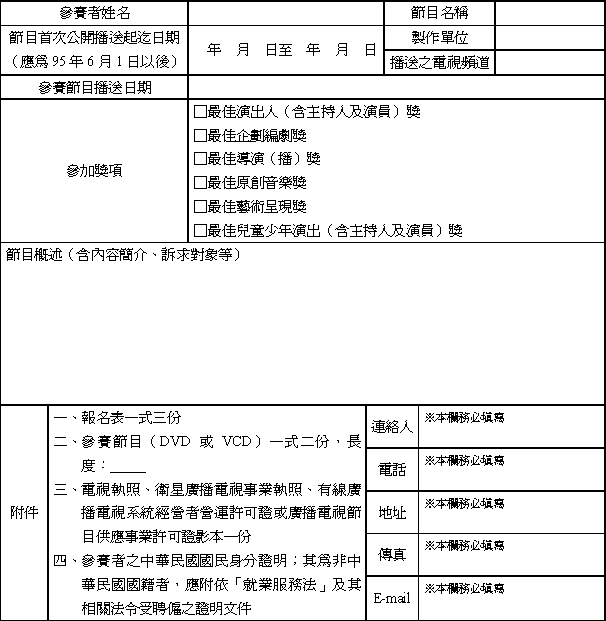 參賽者姓名
節目名稱
節目首次公開播送起迄日期
（應為95年6月1日以後）
年 月 日至 年 月 日
製作單位
播送之電視頻道
參賽節目播送日期
參加獎項
□最佳演出人（含主持人及演員）獎
□最佳企劃編劇獎
□最佳導演（播）獎
□最佳原創音樂獎
□最佳藝術呈現獎
□最佳兒童少年演出（含主持人及演員）獎
節目概述（含內容簡介、訴求對象等）
附件
一、報名表一式三份
二、參賽節目（DVD 或 VCD）一式二份，長
度：_____
三、電視執照、衛星廣播電視事業執照、有線廣
播電視系統經營者營運許可證或廣播電視節
目供應事業許可證影本一份
四、參賽者之中華民國國民身分證明；其為非中
華民國國籍者，應附依「就業服務法」及其
相關法令受聘僱之證明文件
連絡人
※本欄務必填寫
電話
※本欄務必填寫
地址
※本欄務必填寫
傳真
※本欄務必填寫
E-mail
※本欄務必填寫